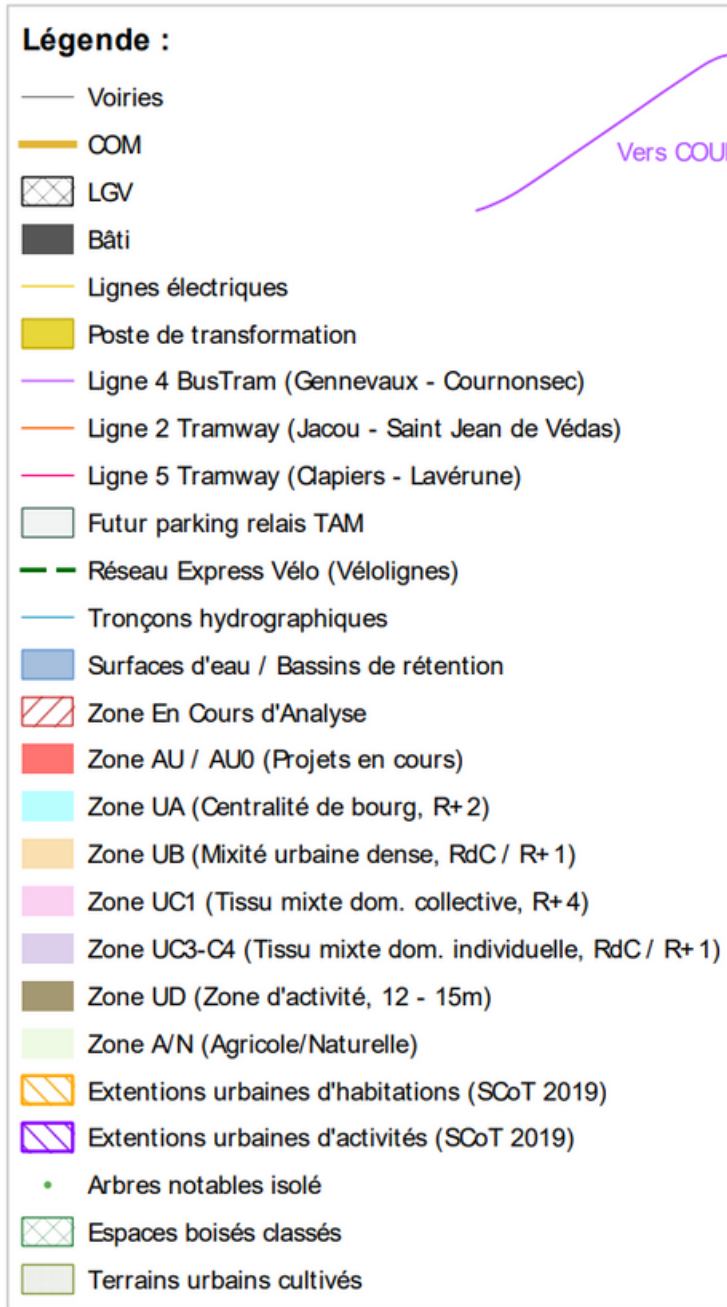 Légende :
Voiries
COM
Vers COU
LGV
Bâti
Lignes électriques
Poste de transformation
Ligne 4 BusTram (Gennevaux - Cournonsec)
Ligne 2 Tramway (Jacou - Saint Jean de Védas)
Ligne 5 Tramway (Clapiers - Lavérune)
Futur parking relais TAM
Réseau Express Vélo (Vélolignes)
Tronçons hydrographiques
Surfaces d'eau / Bassins de rétention
Zone En Cours d'Analyse
Zone AU / AU0 (Projets en cours)
Zone UA (Centralité de bourg, R+2)
Zone UB (Mixité urbaine dense, RdC / R+1)
Zone UC1 (Tissu mixte dom. collective, R+4)
Zone UC3-C4 (Tissu mixte dom. individuelle, RdC / R+1)
Zone UD (Zone d'activité, 12 - 15m)
Zone A/N (Agricole/Naturelle)
Extentions urbaines d'habitations (SCoT 2019)
Extentions urbaines d'activités (SCoT 2019)
Arbres notables isolé
Espaces boisés classés
Terrains urbains cultivés